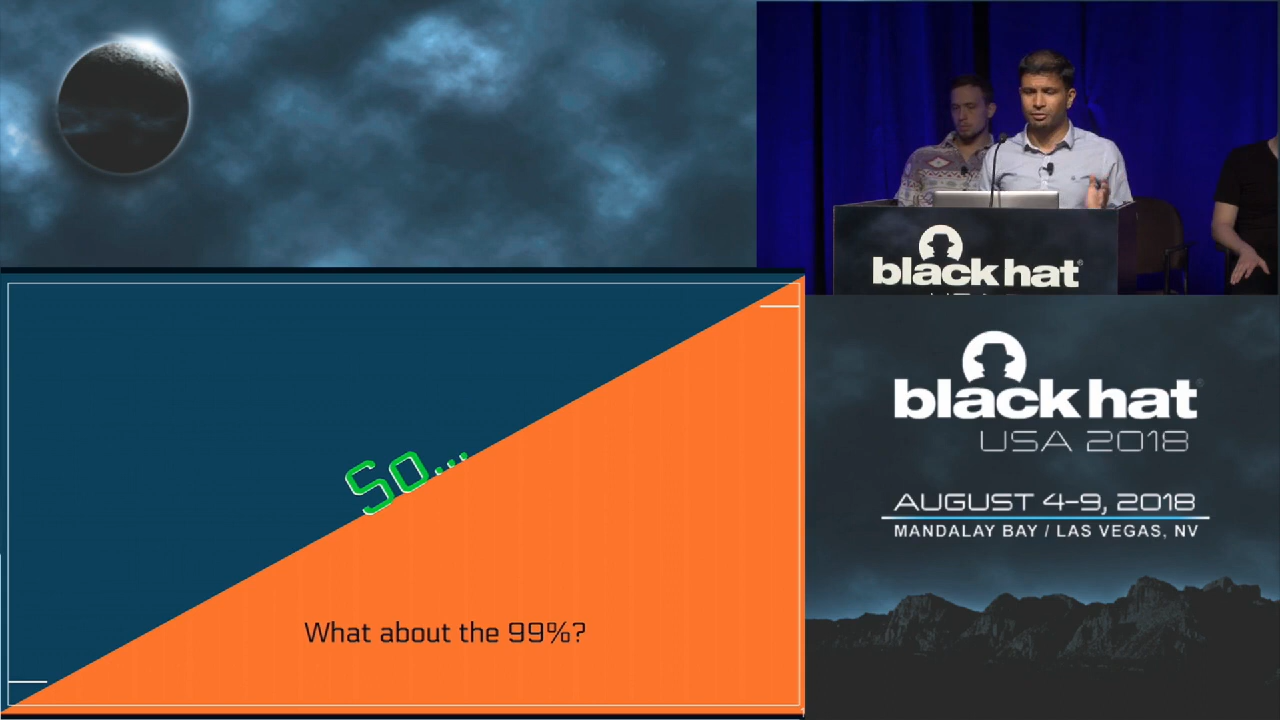 black hat
So...
What about the 99%?
black hat
USA 2018
AUGUST 4-9, 2018
MANDALAY BAY / LAS VEGAS, NV